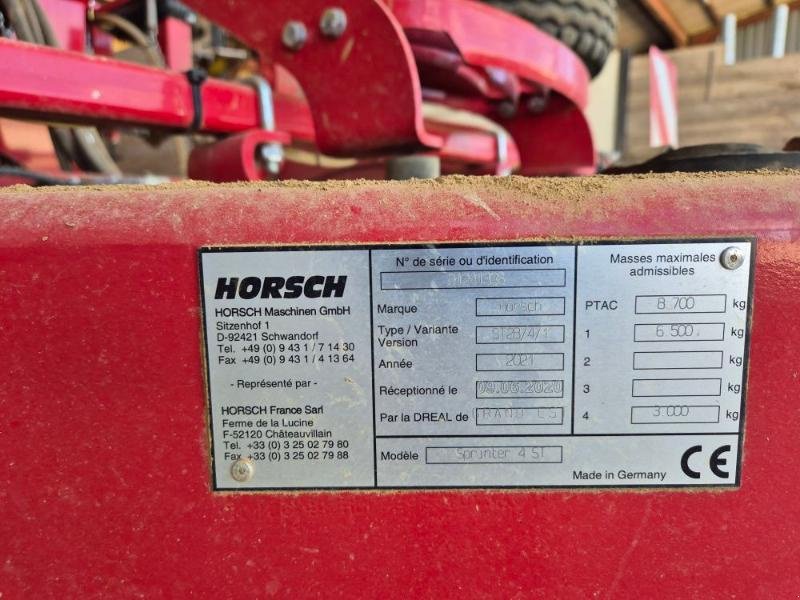 HORSCH
HORSCH Maschinen GmbH
Sitzenhof 1
D-92421 Schwandorf
Tel. +49 (0) 9 43 1 / 7 14 30
Fax +49 (0) 9 43 1 / 4 13 64
- Représenté par -
HORSCH France Sarl
Ferme de la Lucine
F-52120 Châteauvillain
Tel. +33 (0) 3 25 02 79 80
Fax +33 (0) 3 25 02 79 88
N° de série ou d'identification
Marque Horsch
Type / Variante
Version ST2B/4/1
Année 2021
Réceptionné le 09.06.2020
Par la DREAL de GRAND EST
Modèle Sprinter 4 ST
Masses maximales
admissibles
PTAC 8 700 kg
1 6 500 kg
2 kg
3 kg
4 3 000 kg
Made in Germany CE